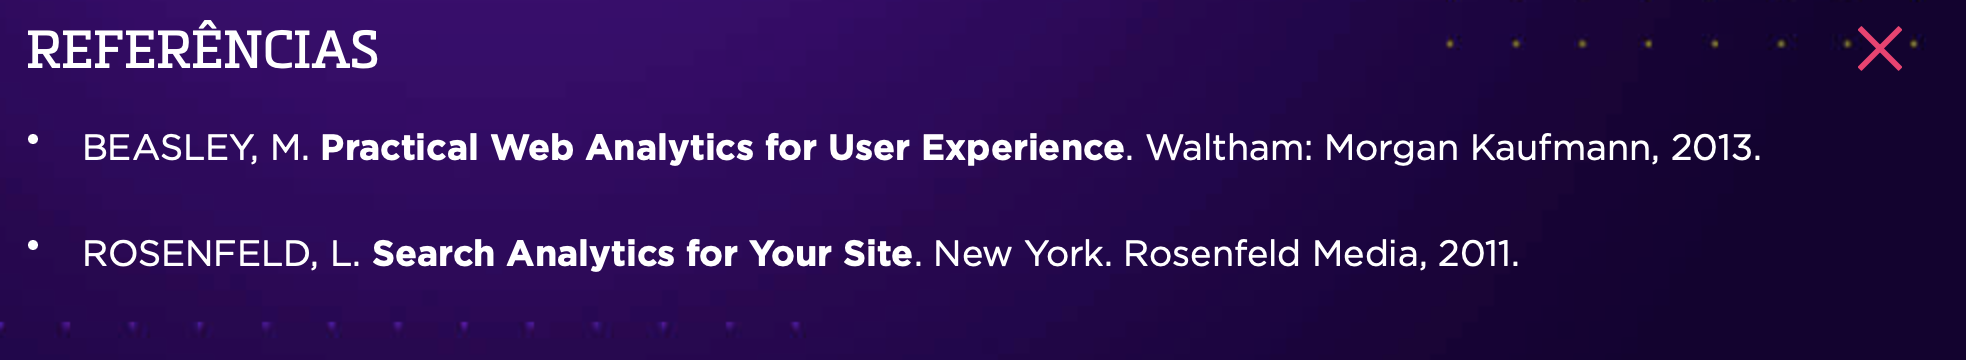 REFERÊNCIAS
• BEASLEY, M. Practical Web Analytics for User Experience. Waltham: Morgan Kaufmann, 2013.
• ROSENFELD, L. Search Analytics for Your Site. New York. Rosenfeld Media, 2011.